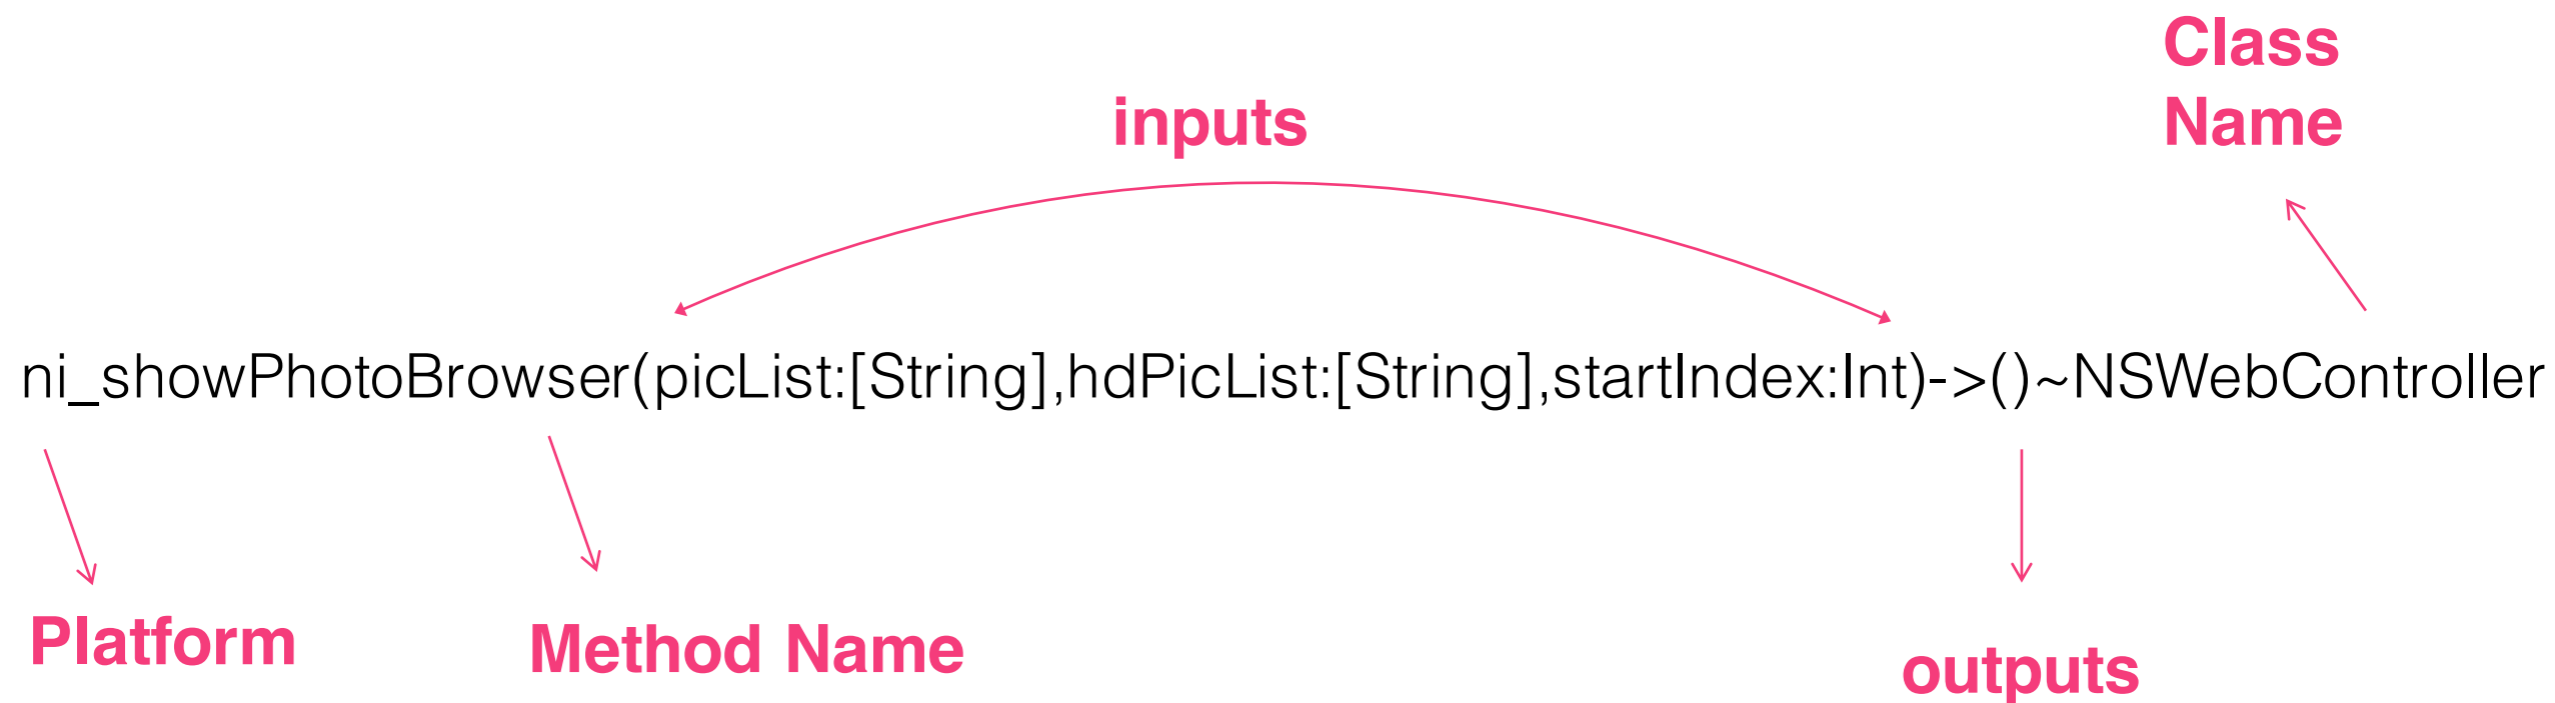 Class
Name
inputs
ni_showPhotoBrowser(picList:[String],hdPicList:[String],startIndex:Int)->()~NSWebController
Platform
Method Name
outputs